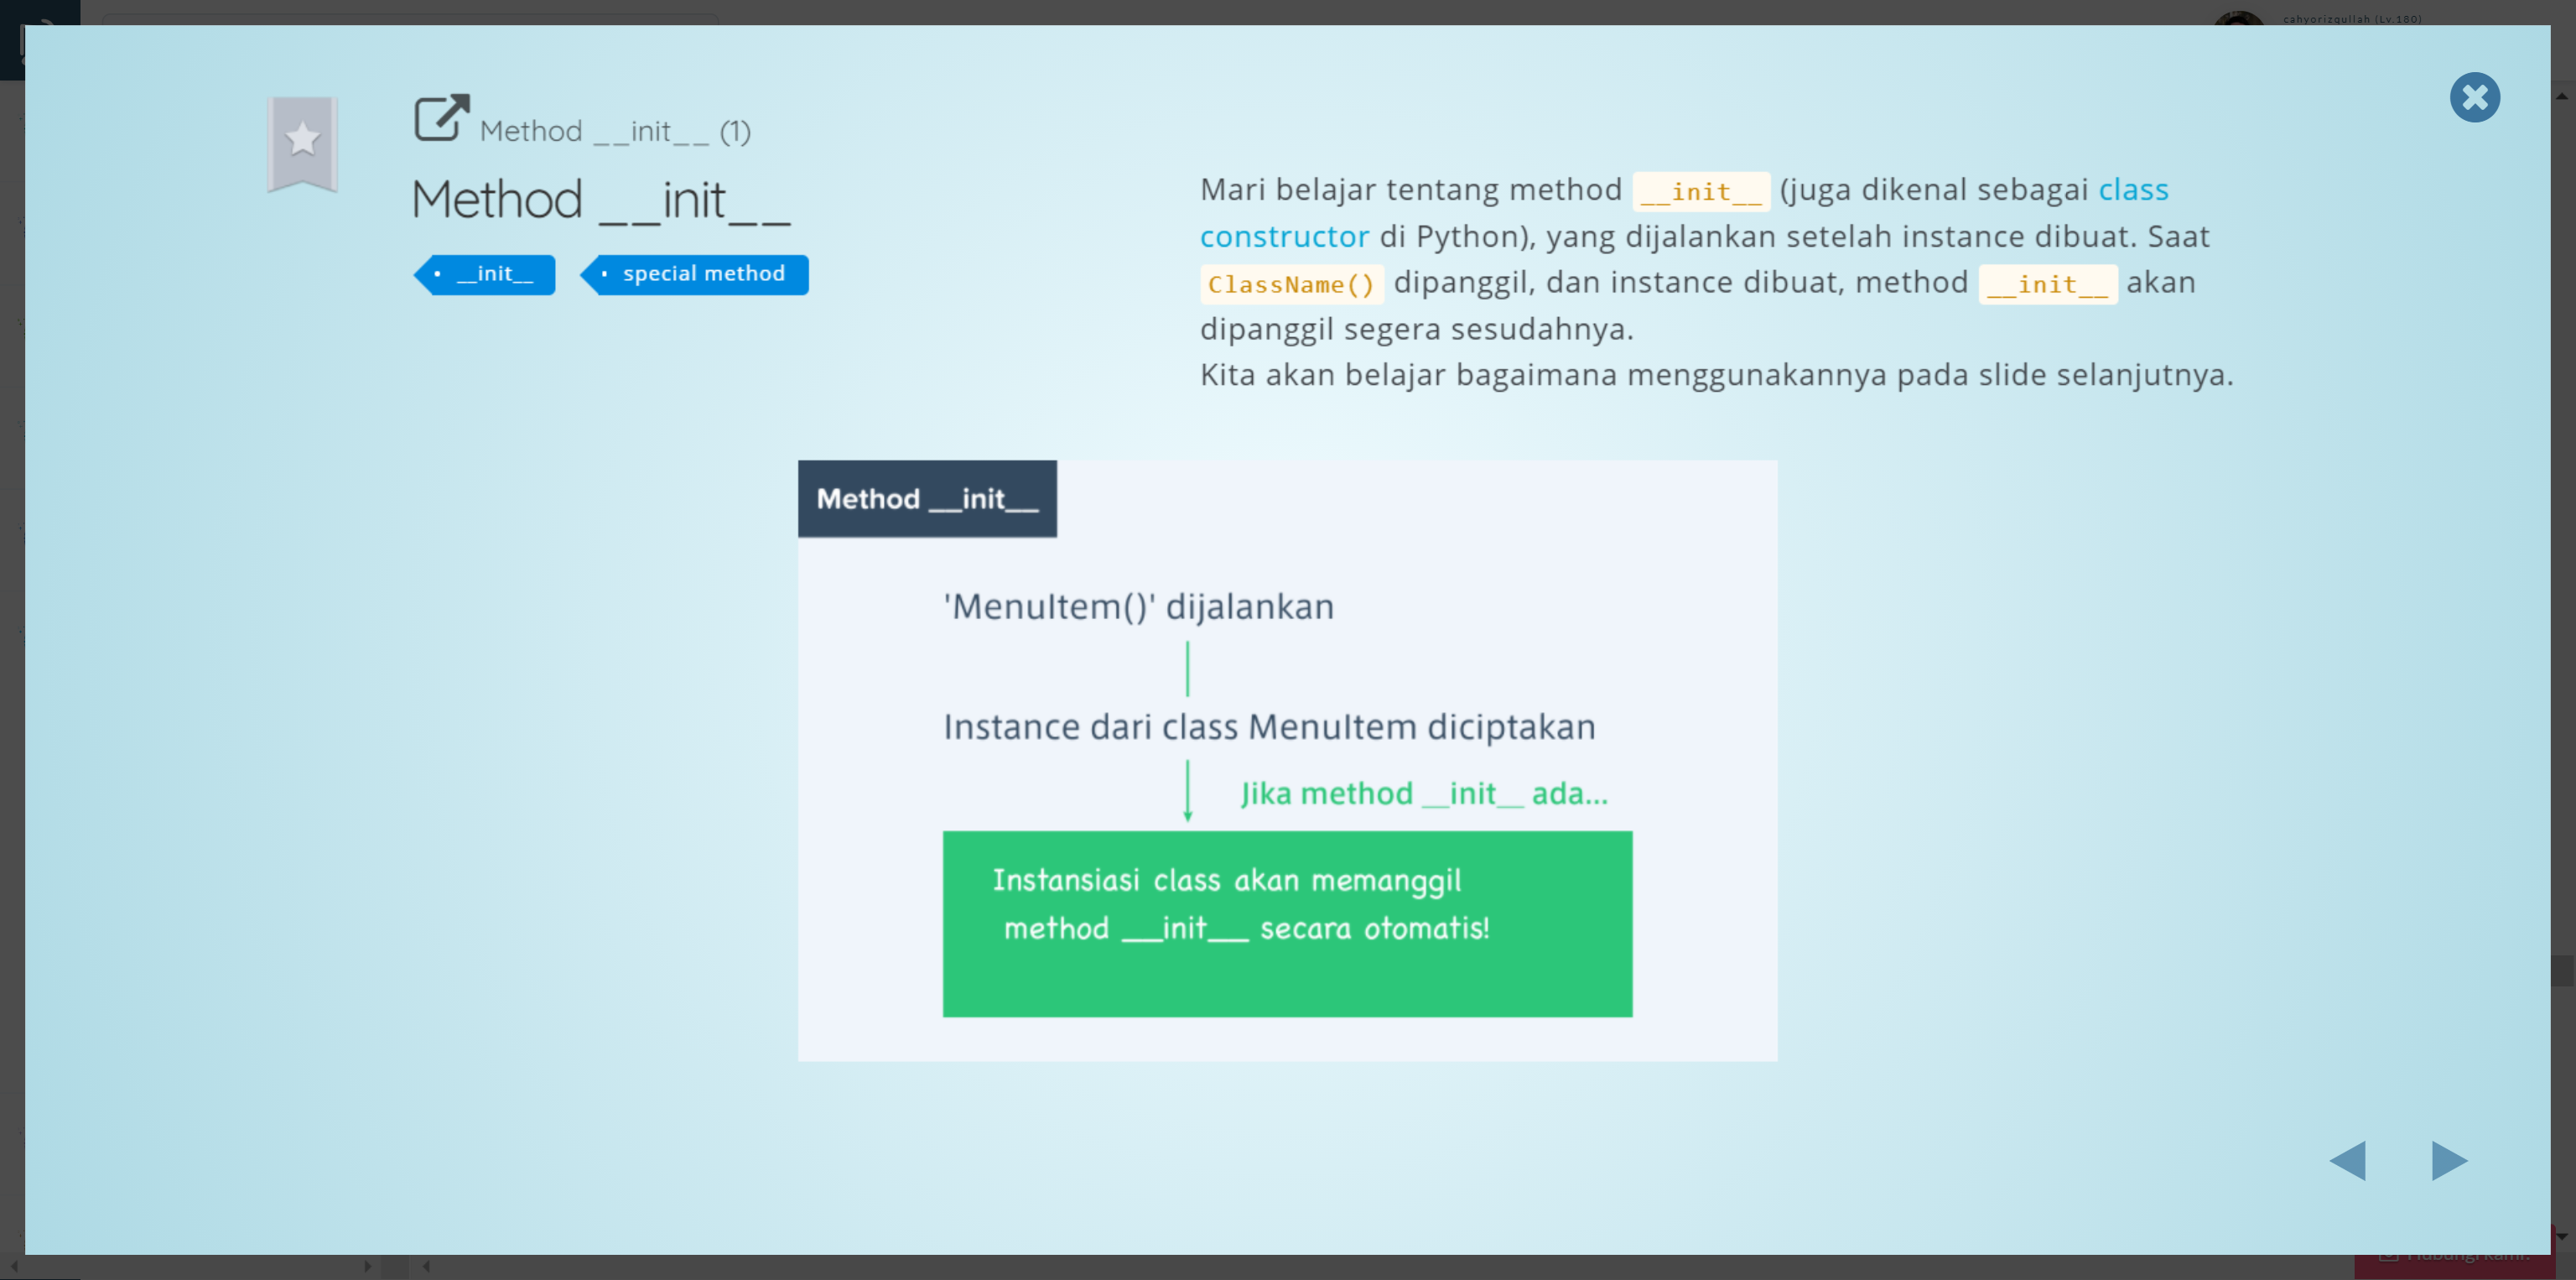 cahyorizqullah (Lv.180)
Method __init__ (1)
Method __init__
• __init__
• special method
Mari belajar tentang method __init__ (juga dikenal sebagai class
constructor di Python), yang dijalankan setelah instance dibuat. Saat
ClassName() dipanggil, dan instance dibuat, method __init__ akan
dipanggil segera sesudahnya.
Kita akan belajar bagaimana menggunakannya pada slide selanjutnya.
Method __init__
'MenuItem()' dijalankan
Instance dari class MenuItem diciptakan
Jika method __init__ ada...
Instansiasi class akan memanggil
method __init__ secara otomatis!